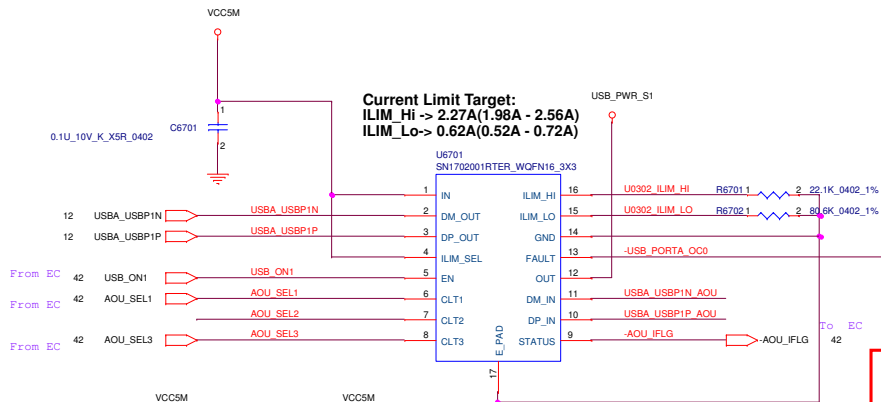 VCC5M
Current Limit Target:
ILIM_Hi -> 2.27A(1.98A - 2.56A)
ILIM_Lo-> 0.62A(0.52A - 0.72A)
USB_PWR_S1
1
C6701
0.1U_10V_K_X5R_0402
2
U6701
SN1702001RTER_WQFN16_3X3
1 IN ILIM_HI 16 U0302_ILIM_HI R6701 1 2 22.1K_0402_1%
12 USBA_USBP1N USBA_USBP1N 2 DM_OUT ILIM_LO 15 U0302_ILIM_LO R6702 1 2 80.6K_0402_1%
12 USBA_USBP1P USBA_USBP1P 3 DP_OUT GND 14
4 ILIM_SEL FAULT 13 -USB_PORTA_OC0
From EC 42 USB_ON1 USB_ON1 5 EN OUT 12
From EC 42 AOU_SEL1 AOU_SEL1 6 CLT1 DM_IN 11 USBA_USBP1N_AOU
AOU_SEL2 7 CLT2 DP_IN 10 USBA_USBP1P_AOU
From EC 42 AOU_SEL3 AOU_SEL3 8 CLT3 STATUS 9 -AOU_IFLG -AOU_IFLG To EC 42
E_PAD
17
VCC5M VCC5M